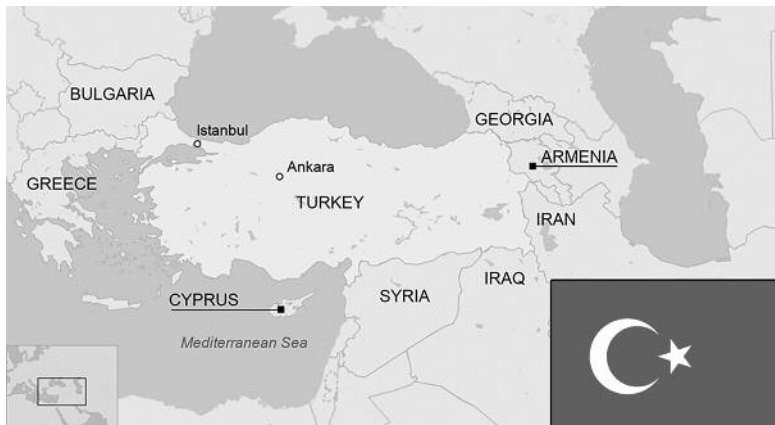 BULGARIA
GEORGIA
Istanbul
ARMENIA
Ankara
GREECE
TURKEY
IRAN
IRAQ
SYRIA
CYPRUS
Mediterranean Sea